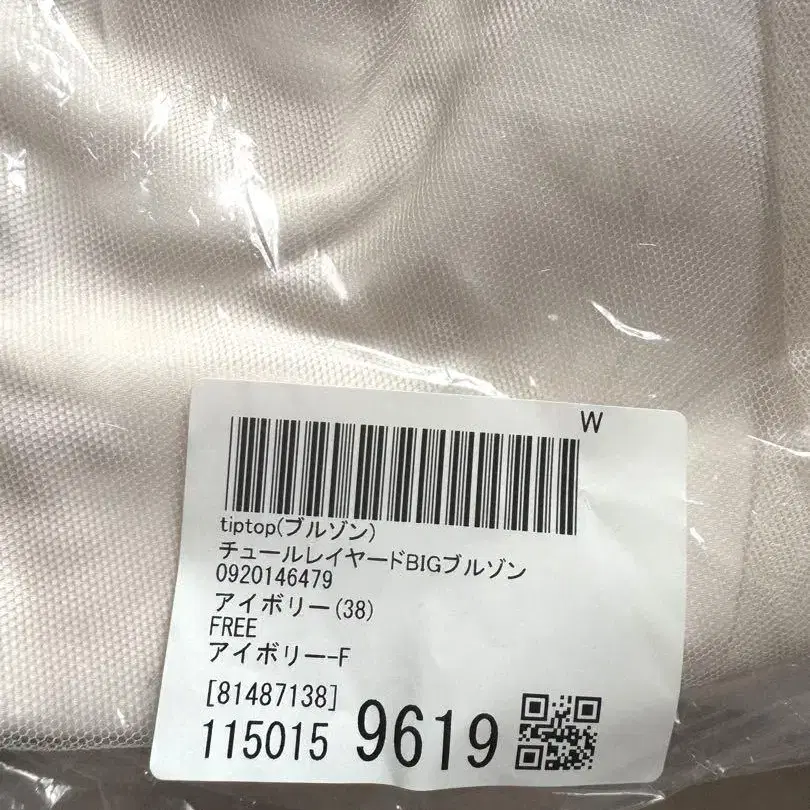 W
tiptop(ブルゾン)
チュールレイヤードBIGブルゾン
0920146479
アイボリー(38)
FREE
アイボリー-F
[81487138]
115015 9619